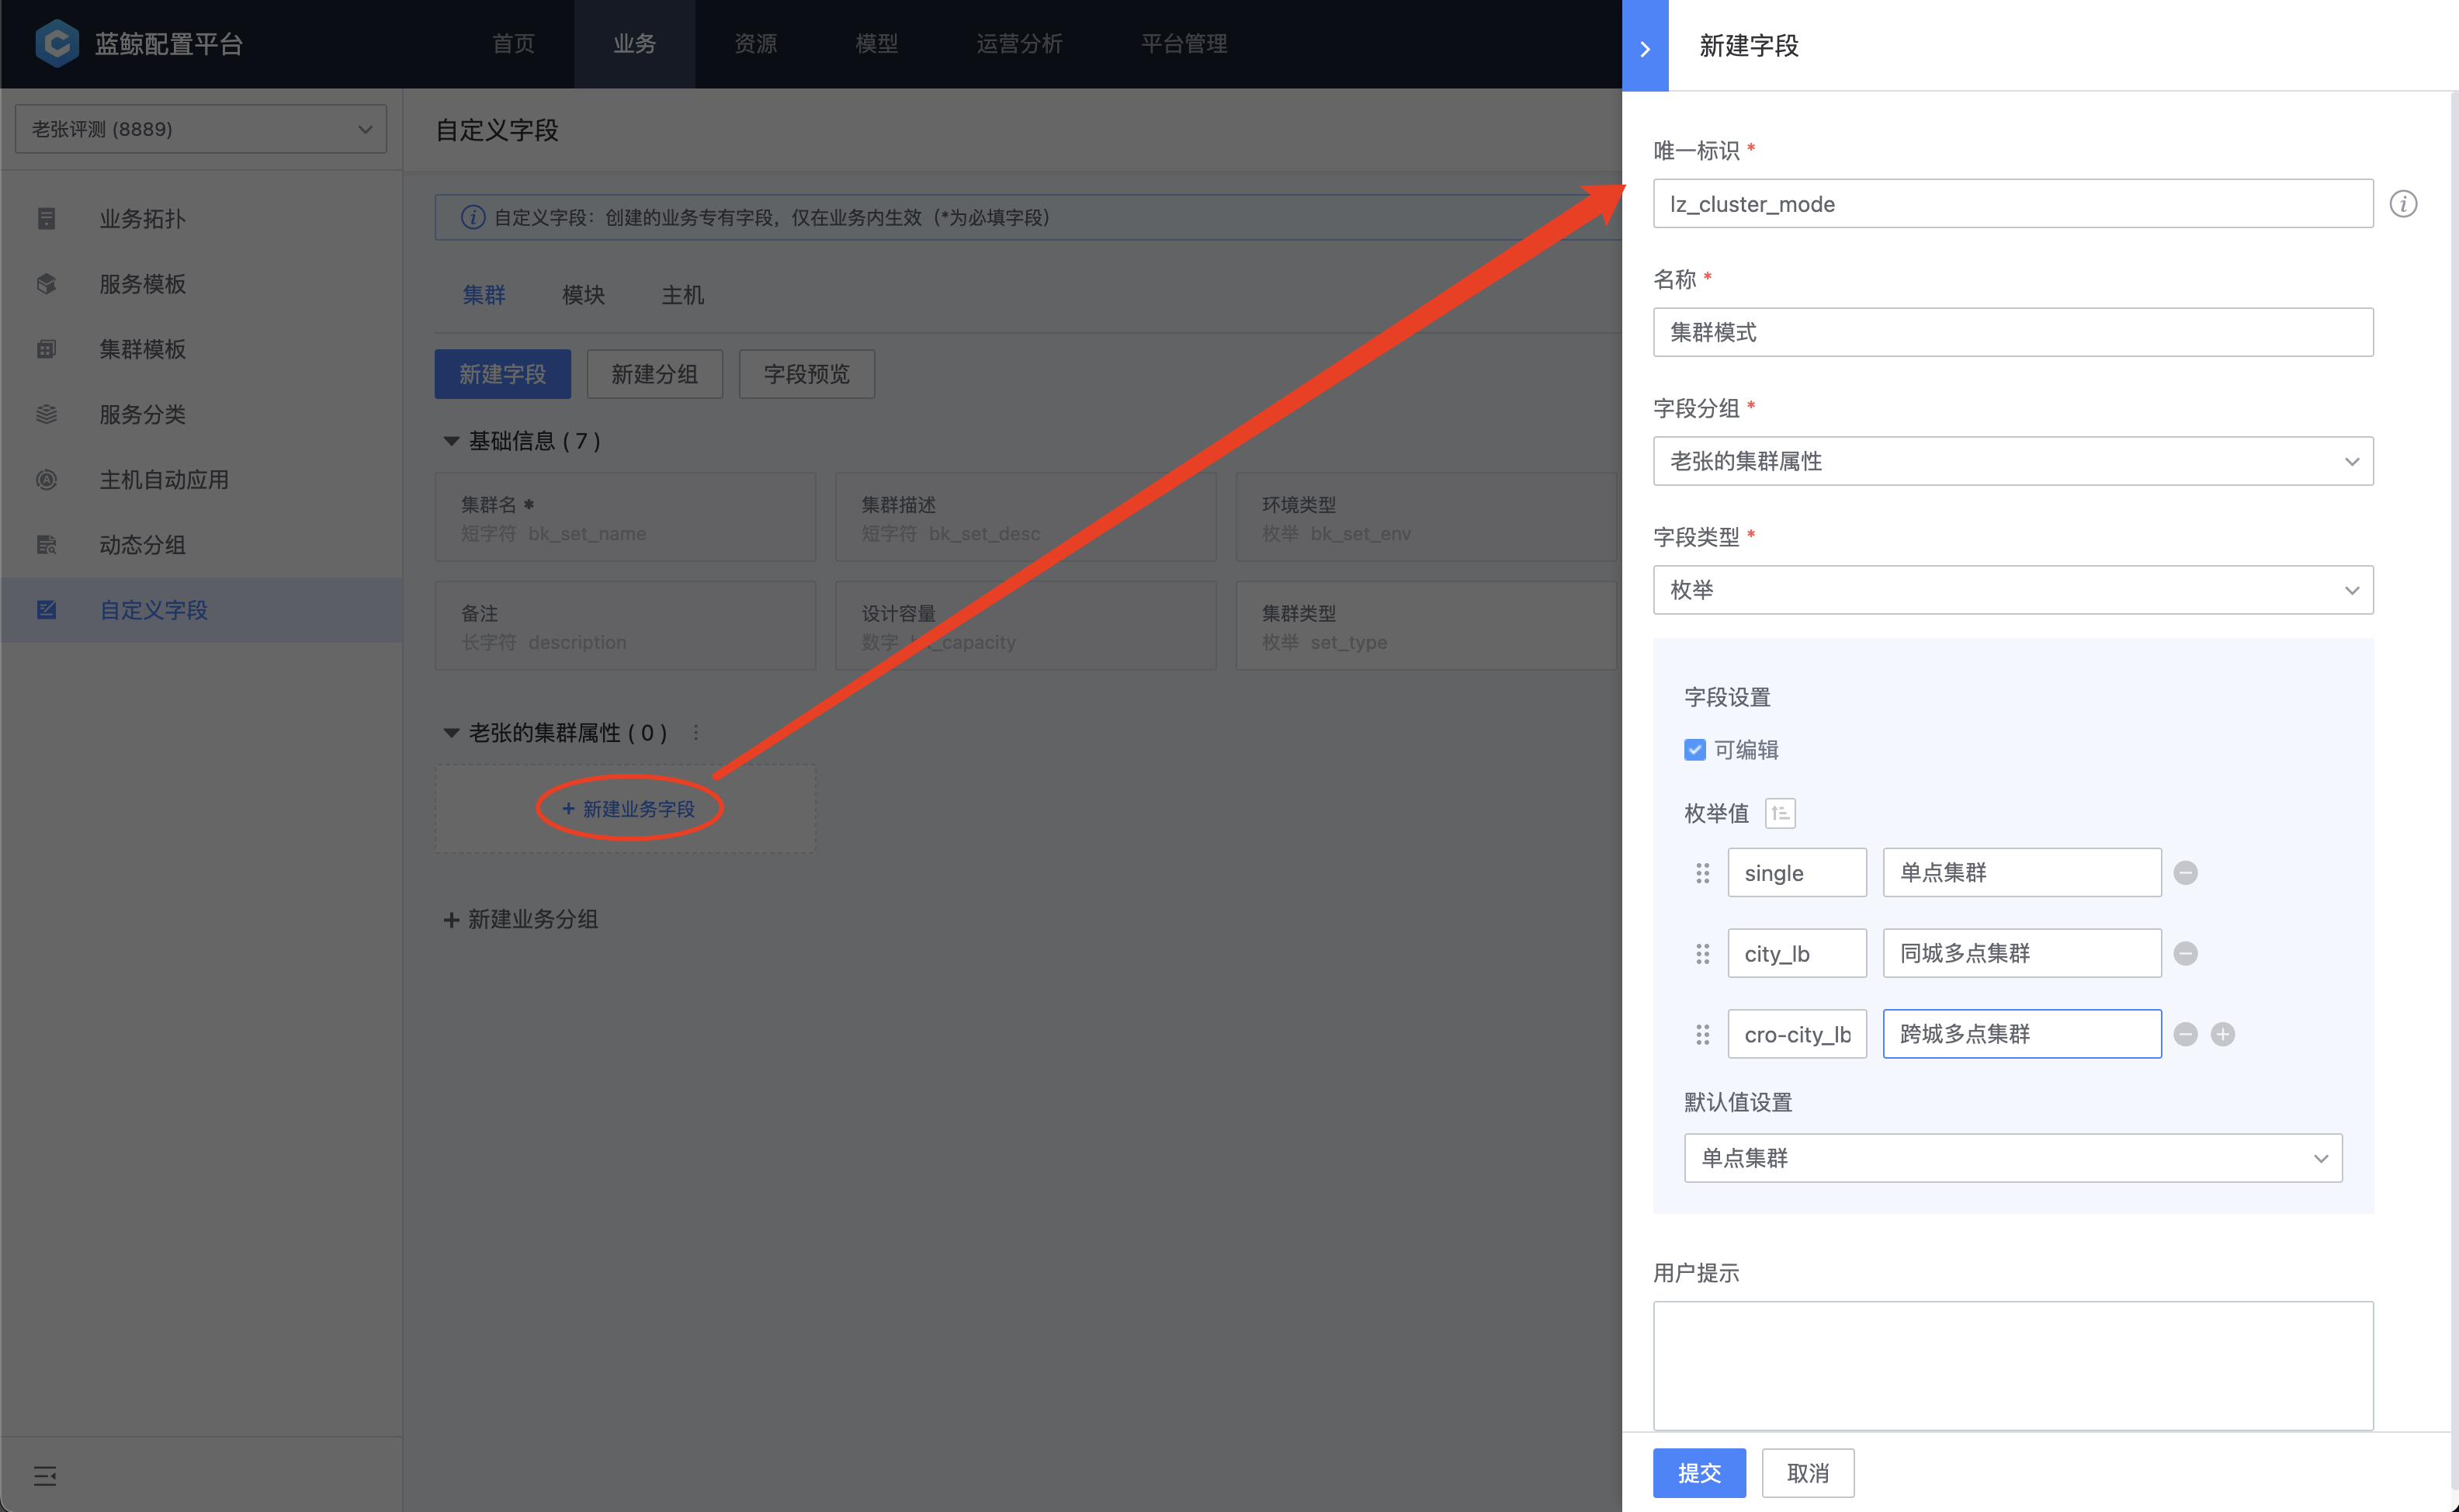 蓝鲸配置平台
首页
业务
资源
模型
运营分析
平台管理
老张评测 (8889)
业务拓扑
服务模板
集群模板
服务分类
主机自动应用
动态分组
自定义字段
自定义字段
自定义字段：创建的业务专有字段，仅在业务内生效（*为必填字段）
集群
模块
主机
新建字段
新建分组
字段预览
基础信息 ( 7 )
集群名 *
短字符 bk_set_name
集群描述
短字符 bk_set_desc
环境类型
枚举 bk_set_env
备注
长字符 description
设计容量
数字 _capacity
集群类型
枚举 set_type
老张的集群属性 ( 0 )
+ 新建业务字段
+ 新建业务分组
新建字段
唯一标识 *
lz_cluster_mode
名称 *
集群模式
字段分组 *
老张的集群属性
字段类型 *
枚举
字段设置
可编辑
枚举值
single
单点集群
city_lb
同城多点集群
cro-city_lb
跨城多点集群
默认值设置
单点集群
用户提示
提交
取消